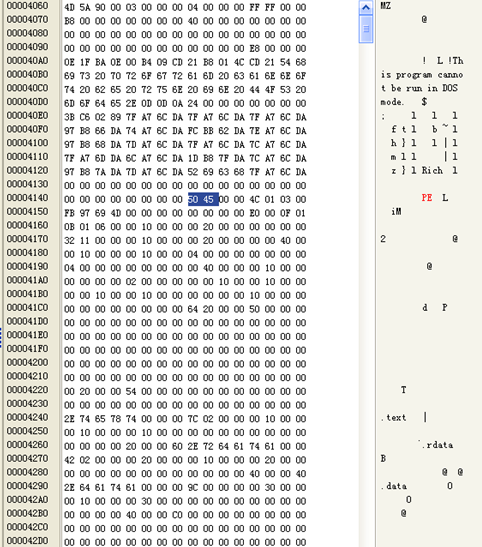 00004060 4D 5A 90 00 03 00 00 00 04 00 00 00 FF FF 00 00 MZ
00004070 B8 00 00 00 00 00 00 00 40 00 00 00 00 00 00 00 @
00004080 00 00 00 00 00 00 00 00 00 00 00 00 00 00 00 00
00004090 00 00 00 00 00 00 00 00 00 00 00 00 E8 00 00 00
000040A0 0E 1F BA 0E 00 B4 09 CD 21 B8 01 4C CD 21 54 68 ! L !Th
000040B0 69 73 20 70 72 6F 67 72 61 6D 20 63 61 6E 6E 6F is program canno
000040C0 74 20 62 65 20 72 75 6E 20 69 6E 20 44 4F 53 20 t be run in DOS
000040D0 6D 6F 64 65 2E 0D 0D 0A 24 00 00 00 00 00 00 00 mode. $
000040E0 3B C6 02 89 7F A7 6C DA 7F A7 6C DA 7F A7 6C DA ; l l l
000040F0 97 B8 66 DA 74 A7 6C DA FC BB 62 DA 7E A7 6C DA f t l b ~ l
00004100 97 B8 68 DA 7D A7 6C DA 7F A7 6C DA 7C A7 6C DA h } l l | l
00004110 7F A7 6D DA 6C A7 6C DA 1D B8 7F DA 7A A7 6C DA m l l | l
00004120 97 B8 7A DA 7D A7 6C DA 52 69 63 68 7F A7 6C DA z } l Rich l
00004130 00 00 00 00 00 00 00 00 00 00 00 00 00 00 00 00
00004140 00 00 00 00 00 00 00 00 50 45 00 00 4C 01 03 00 PE L
00004150 FB 97 69 4D 00 00 00 00 00 00 00 00 E0 00 0F 01 iM
00004160 0B 01 06 00 00 10 00 00 00 20 00 00 00 00 00 00
00004170 32 11 00 00 00 10 00 00 00 20 00 00 00 00 40 00 2 @
00004180 00 10 00 00 00 10 00 00 04 00 00 00 00 00 00 00
00004190 04 00 00 00 00 00 00 00 00 40 00 00 00 10 00 00 @
000041A0 00 00 00 00 02 00 00 00 00 00 10 00 00 10 00 00
000041B0 00 00 10 00 00 10 00 00 00 00 00 00 10 00 00 00
000041C0 00 00 00 00 00 00 00 00 64 20 00 00 50 00 00 00 d P
000041D0 00 00 00 00 00 00 00 00 00 00 00 00 00 00 00 00
000041E0 00 00 00 00 00 00 00 00 00 00 00 00 00 00 00 00
000041F0 00 00 00 00 00 00 00 00 00 00 00 00 00 00 00 00
00004200 00 00 00 00 00 00 00 00 00 00 00 00 00 00 00 00
00004210 00 00 00 00 00 00 00 00 00 00 00 00 00 00 00 00
00004220 00 20 00 00 54 00 00 00 00 00 00 00 00 00 00 00 T
00004230 00 00 00 00 00 00 00 00 00 00 00 00 00 00 00 00
00004240 2E 74 65 78 74 00 00 00 7C 02 00 00 00 10 00 00 .text |
00004250 00 10 00 00 00 10 00 00 00 00 00 00 00 00 00 00
00004260 00 00 00 00 20 00 00 60 2E 72 64 61 74 61 00 00 `.rdata
00004270 42 02 00 00 00 20 00 00 00 10 00 00 00 20 00 00 B
00004280 00 00 00 00 00 00 00 00 00 00 00 00 40 00 00 40 @ @
00004290 2E 64 61 74 61 00 00 00 9C 00 00 00 00 30 00 00 .data 0
000042A0 00 10 00 00 00 30 00 00 00 00 00 00 00 00 00 00 0
000042B0 00 00 00 00 40 00 00 C0 00 00 00 00 00 00 00 00 @
000042C0 00 00 00 00 00 00 00 00 00 00 00 00 00 00 00 00
000042D0 00 00 00 00 00 00 00 00 00 00 00 00 00 00 00 00